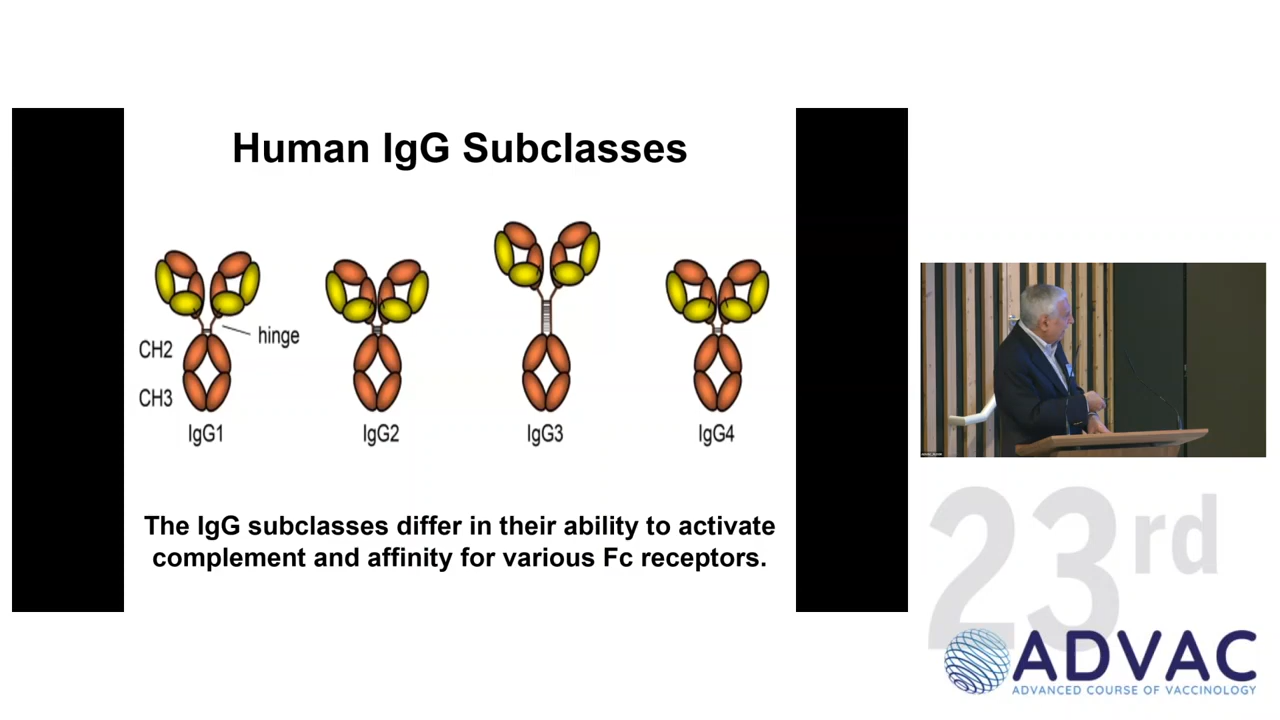 Human IgG Subclasses
hinge
CH2
CH3
IgG1
IgG2
IgG3
IgG4
The IgG subclasses differ in their ability to activate
complement and affinity for various Fc receptors.
23rd
ADVAC
ADVANCED COURSE OF VACCINOLOGY